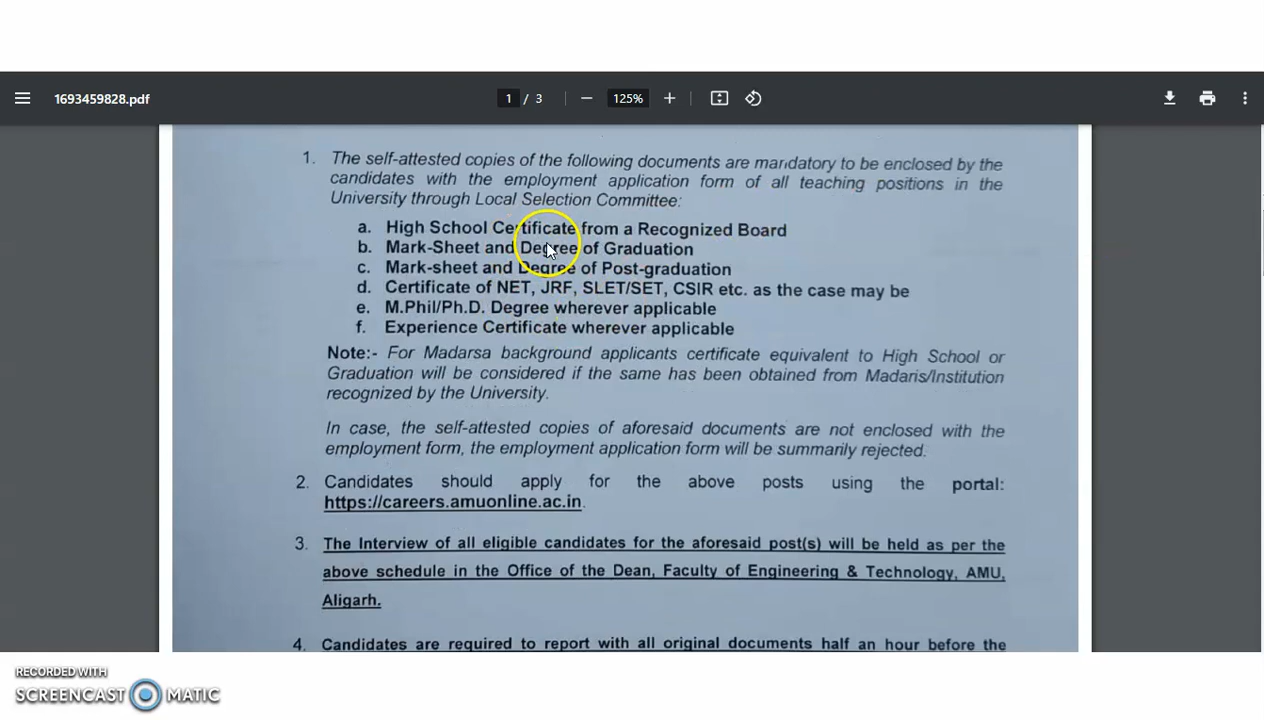 1693459828.pdf
1 / 3
125%
1. The self-attested copies of the following documents are mandatory to be enclosed by the
candidates with the employment application form of all teaching positions in the
University through Local Selection Committee:
a. High School Certificate from a Recognized Board
b. Mark-Sheet and Degree of Graduation
c. Mark-sheet and Degree of Post-graduation
d. Certificate of NET, JRF, SLET/SET, CSIR etc. as the case may be
e. M.Phil/Ph.D. Degree wherever applicable
f. Experience Certificate wherever applicable
Note:- For Madarsa background applicants certificate equivalent to High School or
Graduation will be considered if the same has been obtained from Madaris/Institution
recognized by the University.
In case, the self-attested copies of aforesaid documents are not enclosed with the
employment form, the employment application form will be summarily rejected.
2. Candidates should apply for the above posts using the portal:
https://careers.amuonline.ac.in.
3. The Interview of all eligible candidates for the aforesaid post(s) will be held as per the
above schedule in the Office of the Dean, Faculty of Engineering & Technology, AMU,
Aligarh.
4. Candidates are required to report with all original documents half an hour before the
RECORDED WITH
SCREENCAST MATIC